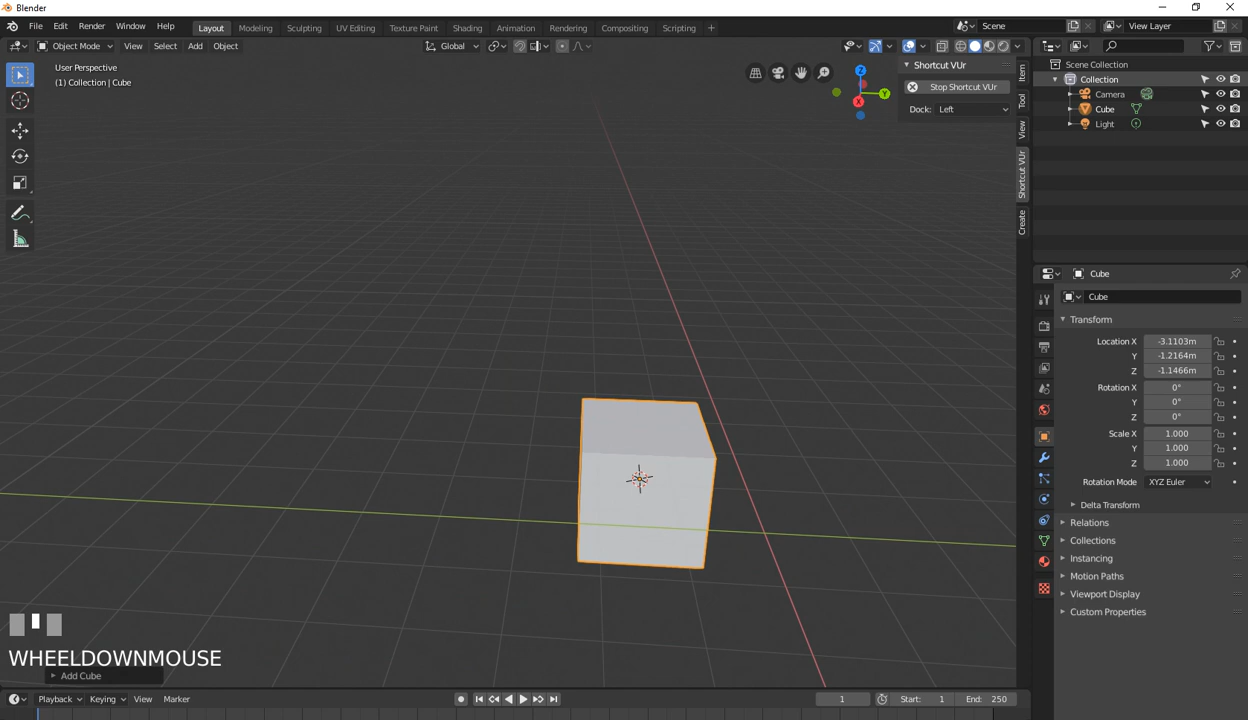 Blender
File Edit Render Window Help
Layout Modeling Sculpting UV Editing Texture Paint Shading Animation Rendering Compositing Scripting +
Scene
View Layer
Object Mode View Select Add Object
Global
User Perspective
(1) Collection | Cube
Z
Y
X
Shortcut VUr
Stop Shortcut VUr
Dock: Left
Item
Tool
View
Shortcut VUr
Create
Scene Collection
Collection
Camera
Cube
Light
Cube
Cube
Transform
Location X -3.1103m
Y -1.2164m
Z -1.1466m
Rotation X 0°
Y 0°
Z 0°
Scale X 1.000
Y 1.000
Z 1.000
Rotation Mode XYZ Euler
Delta Transform
Relations
Collections
Instancing
Motion Paths
Viewport Display
Custom Properties
WHEELDOWNMOUSE
Add Cube
Playback Keying View Marker
1 Start: 1 End: 250